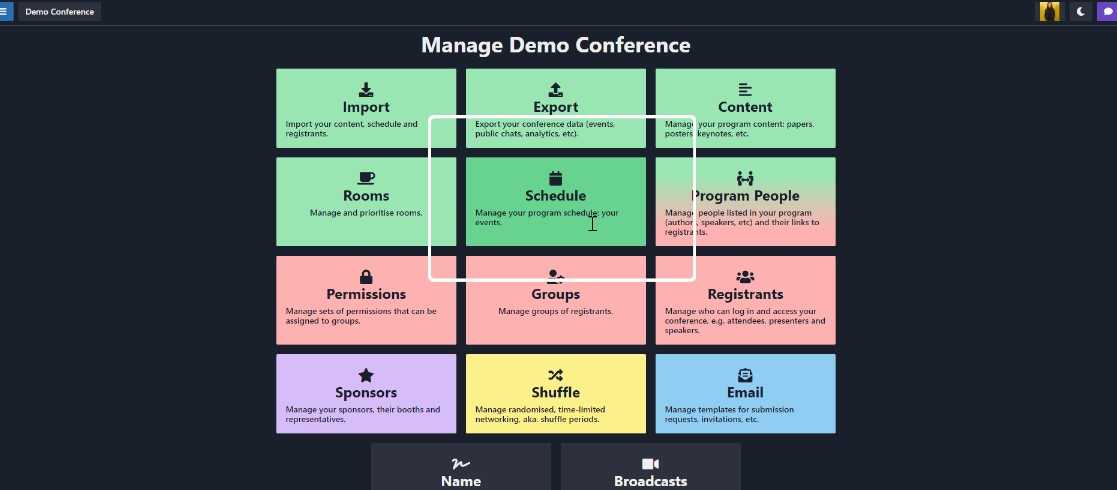 Demo Conference
Manage Demo Conference
Import
Import your content, schedule and
registrants.
Export
Export your conference data (events,
public chats, analytics, etc).
Content
Manage your program content: papers,
posters, keynotes, etc.
Rooms
Manage and prioritise rooms.
Schedule
Manage your program schedule: your
events.
Program People
Manage people listed in your program
(authors, speakers, etc) and their links to
registrants.
Permissions
Manage sets of permissions that can be
assigned to groups.
Groups
Manage groups of registrants.
Registrants
Manage who can log in and access your
conference, e.g. attendees, presenters and
speakers.
Sponsors
Manage your sponsors, their booths and
representatives.
Shuffle
Manage randomised, time-limited
networking, aka. shuffle periods.
Email
Manage templates for submission
requests, invitations, etc.
Name
Broadcasts